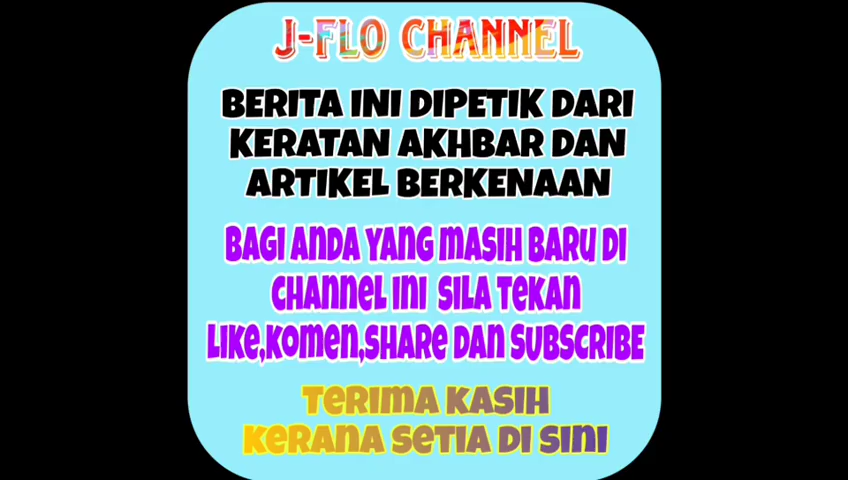 J-FLO CHANNEL
BERITA INI DIPETIK DARI
KERATAN AKHBAR DAN
ARTIKEL BERKENAAN
BAGI ANDA YANG MASIH BARU DI
CHANNEL INI SILA TEKAN
LIKE,KOMEN,SHARE DAN SUBSCRIBE
TERIMA KASIH
KERANA SETIA DI SINI